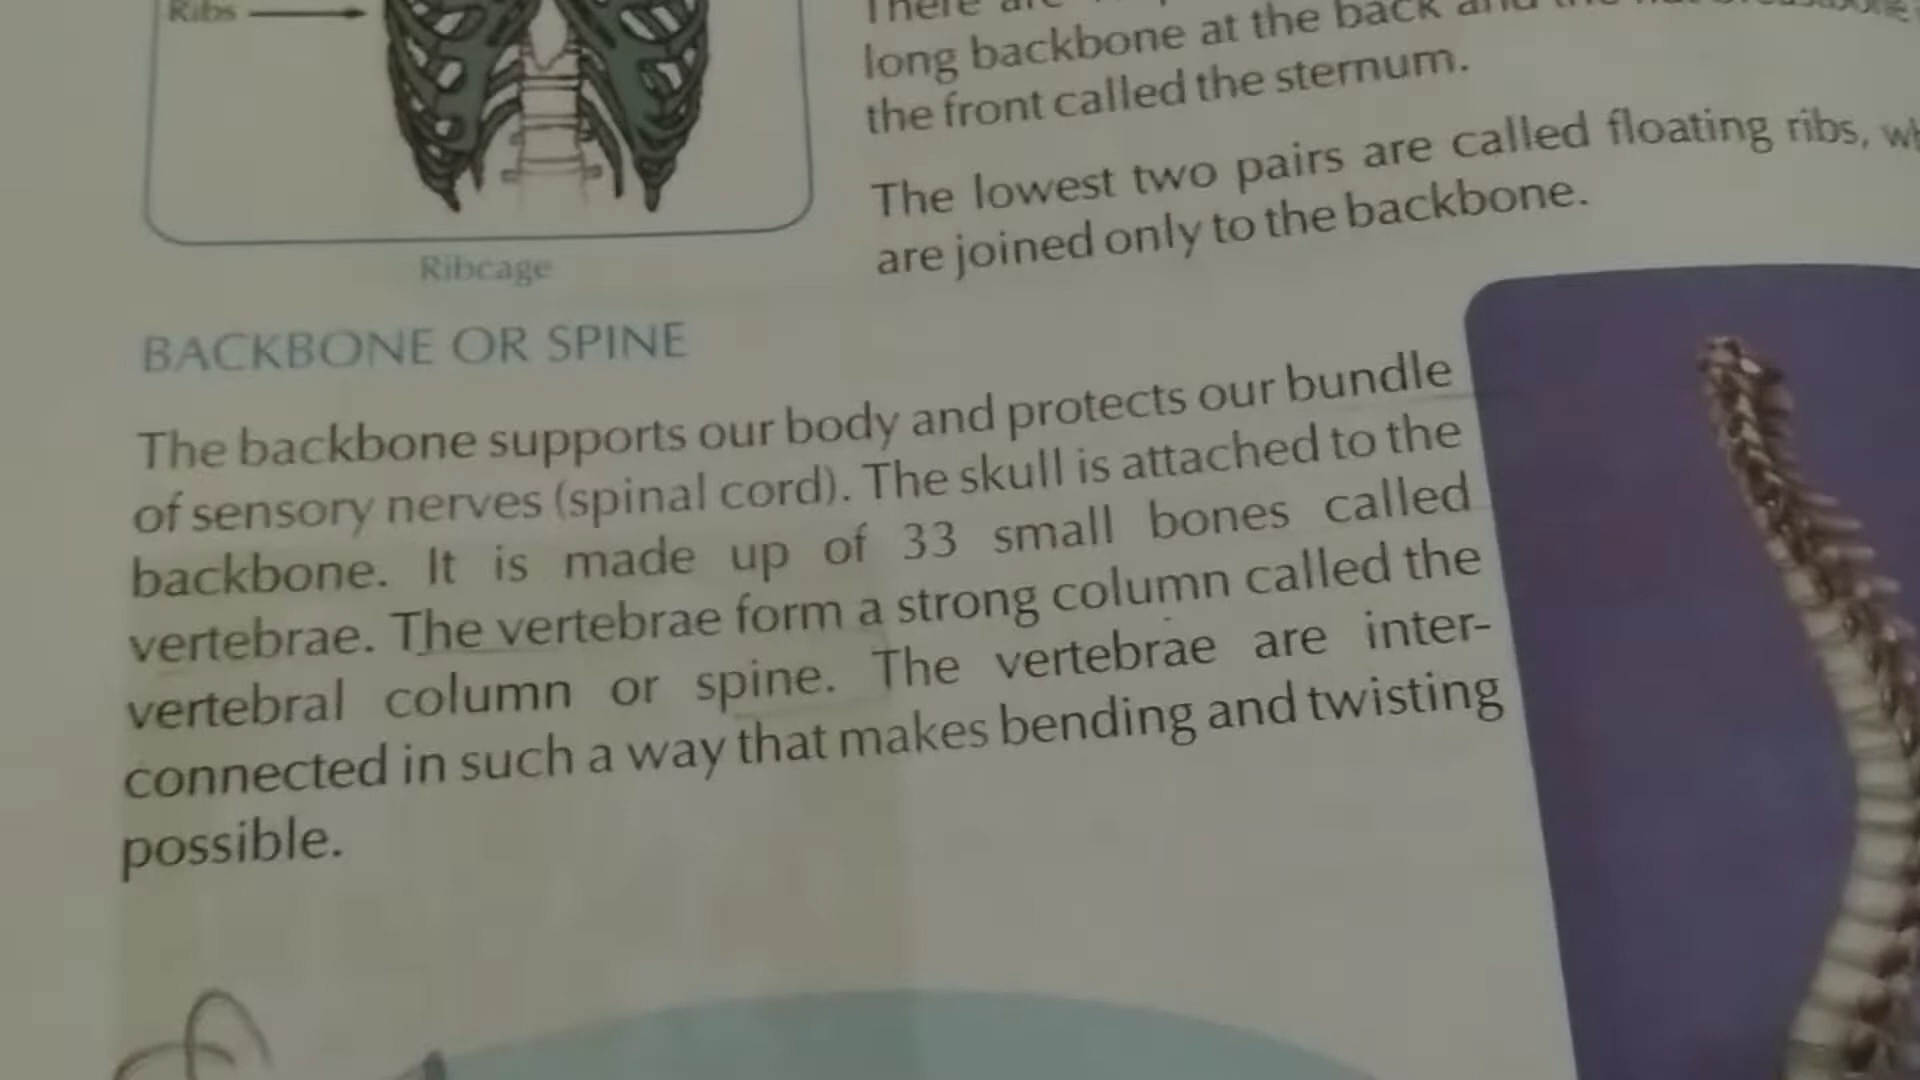 Ribs
There are
long backbone at the back and the
the front called the sternum.
The lowest two pairs are called floating ribs,
are joined only to the backbone.
Ribcage
BACKBONE OR SPINE
The backbone supports our body and protects our bundle
of sensory nerves (spinal cord). The skull is attached to the
backbone. It is made up of 33 small bones called
vertebrae. The vertebrae form a strong column called the
vertebral column or spine. The vertebrae are inter-
connected in such a way that makes bending and twisting
possible.